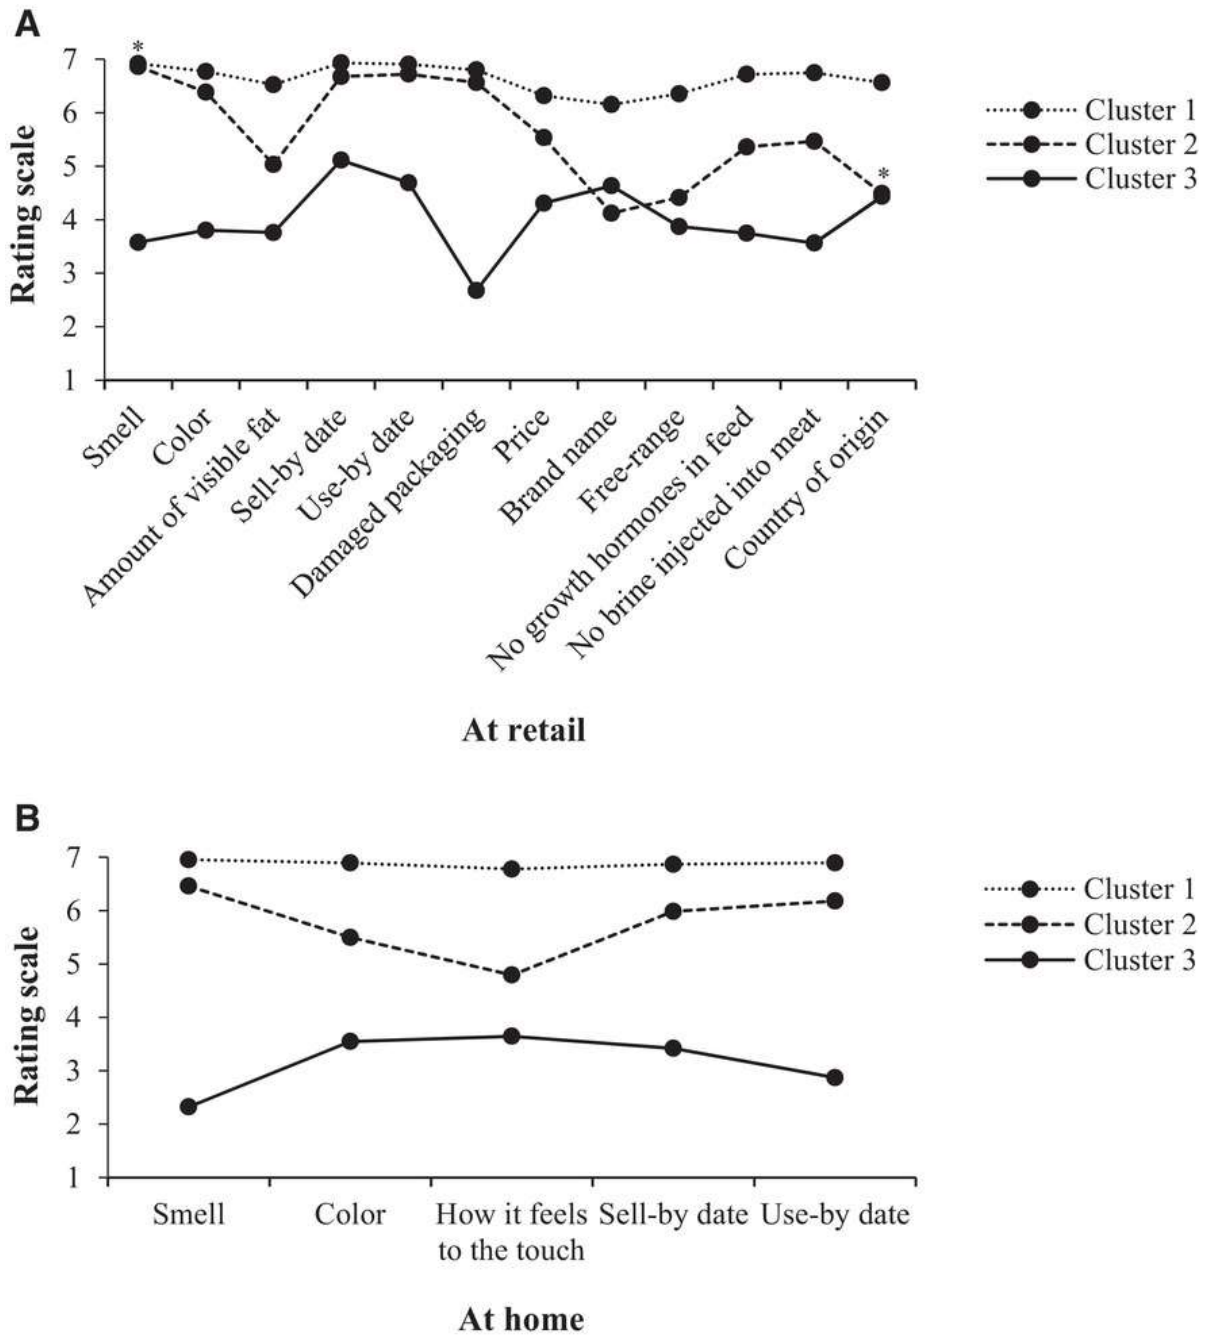 A
*
7
6
5
4
3
2
1
Rating scale
*
Cluster 1
Cluster 2
Cluster 3
Smell
Color
Amount of visible fat
Sell-by date
Use-by date
Damaged packaging
Price
Brand name
Free-range
No growth hormones in feed
No brine injected into meat
Country of origin
At retail
B
7
6
5
4
3
2
1
Rating scale
Cluster 1
Cluster 2
Cluster 3
Smell
Color
How it feels
to the touch
Sell-by date
Use-by date
At home